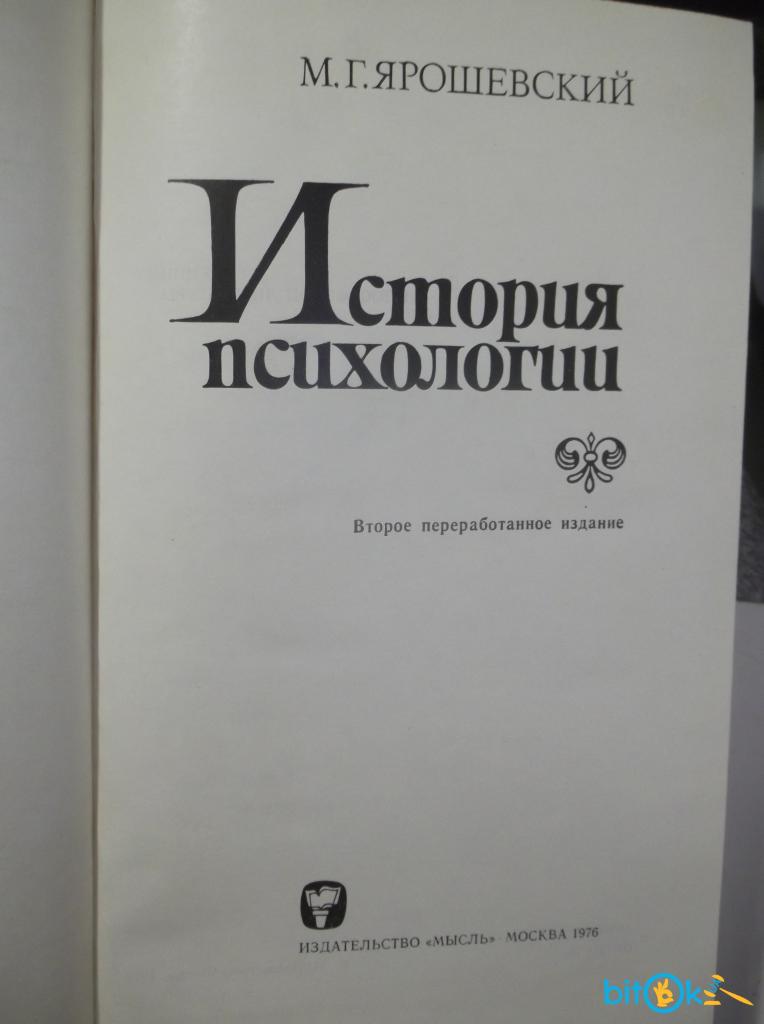 М. Г. ЯРОШЕВСКИЙ
История
психологии
Второе переработанное издание
ИЗДАТЕЛЬСТВО «МЫСЛЬ» МОСКВА 1976
bitOk